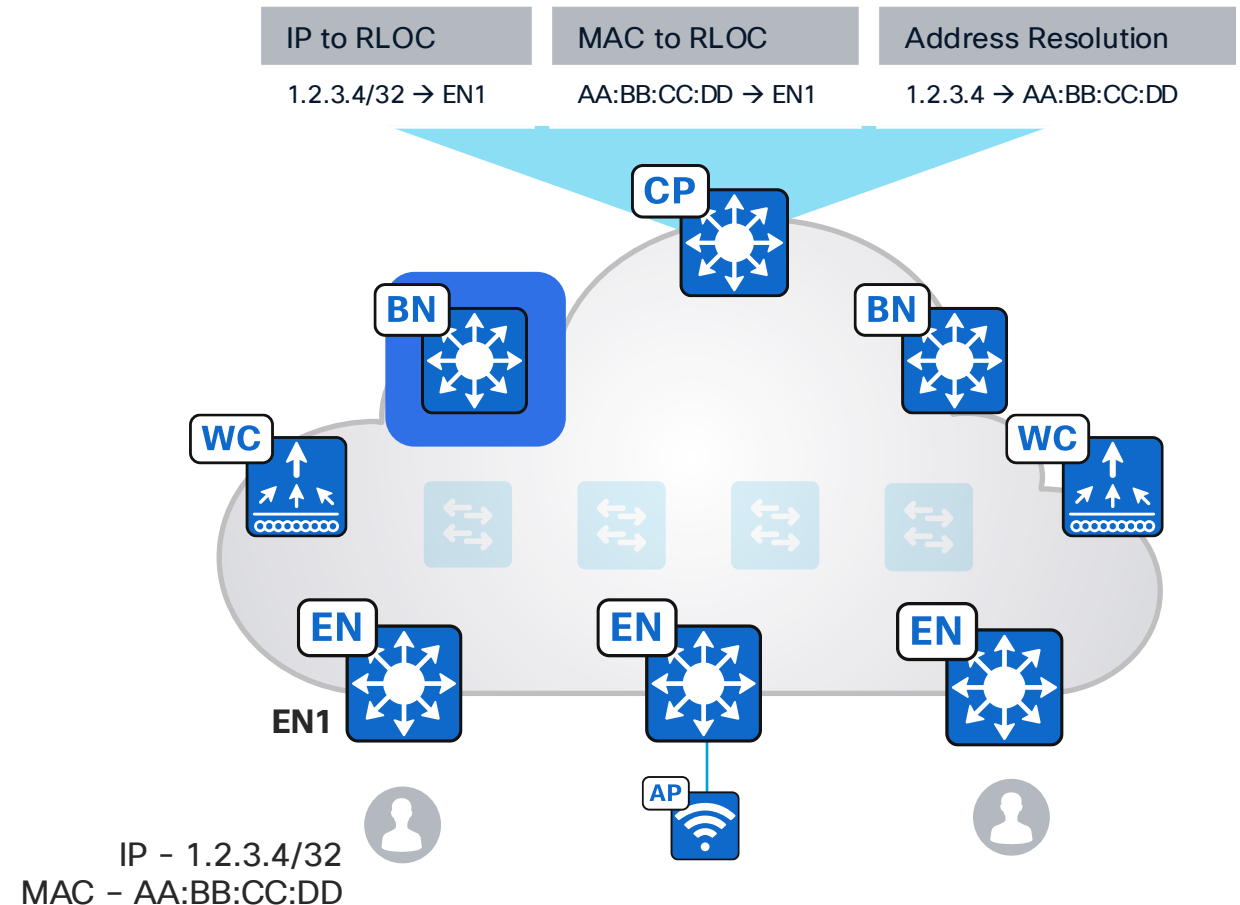 IP to RLOC
MAC to RLOC
Address Resolution
1.2.3.4/32 → EN1
AA:BB:CC:DD → EN1
1.2.3.4 → AA:BB:CC:DD
CP
BN
BN
WC
WC
EN
EN
EN
EN1
AP
IP – 1.2.3.4/32
MAC – AA:BB:CC:DD